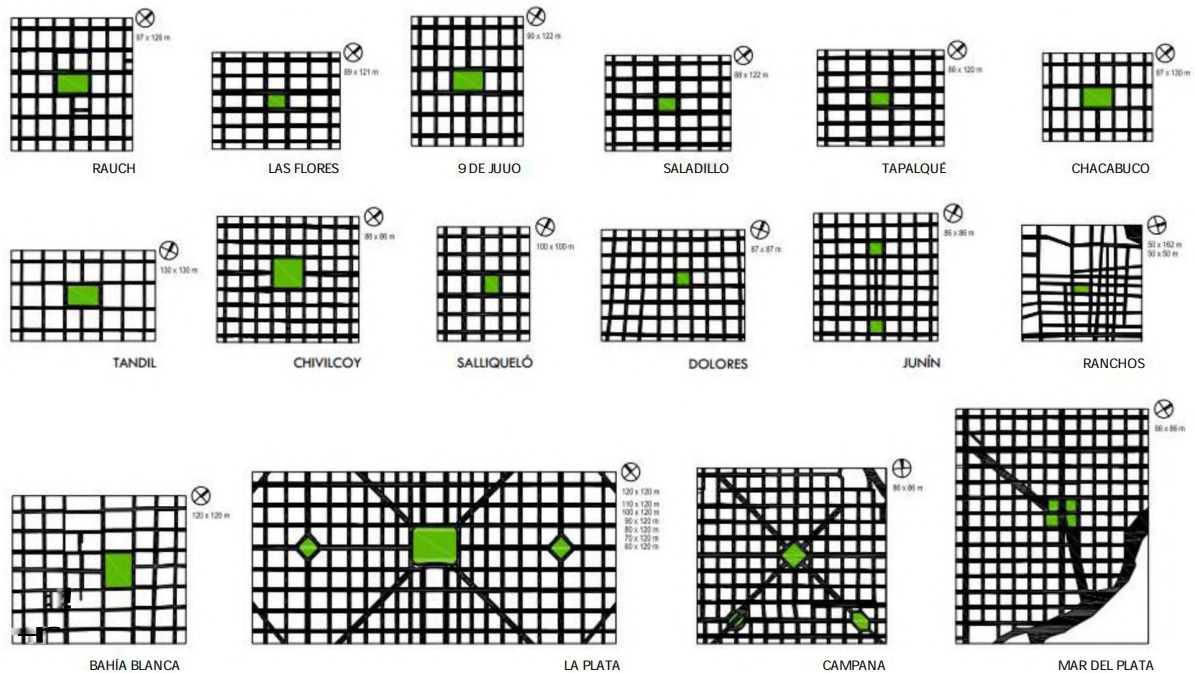 97 x 126 m
89 x 121 m
90 x 122 m
88 x 122 m
86 x 120 m
87 x 130 m
RAUCH
LAS FLORES
9 DE JUUO
SALADILLO
TAPALQUÉ
CHACABUCO
130 x 130 m
86 x 86 m
100 x 100 m
87 x 87 m
86 x 86 m
50 x 162 m
50 x 50 m
TANDIL
CHIVILCOY
SALLIQUELÓ
DOLORES
JUNÍN
RANCHOS
120 x 120 m
120 x 120 m
110 x 120 m
100 x 120 m
90 x 120 m
80 x 120 m
70 x 120 m
60 x 120 m
86 x 86 m
86 x 86 m
BAHÍA BLANCA
LA PLATA
CAMPANA
MAR DEL PLATA